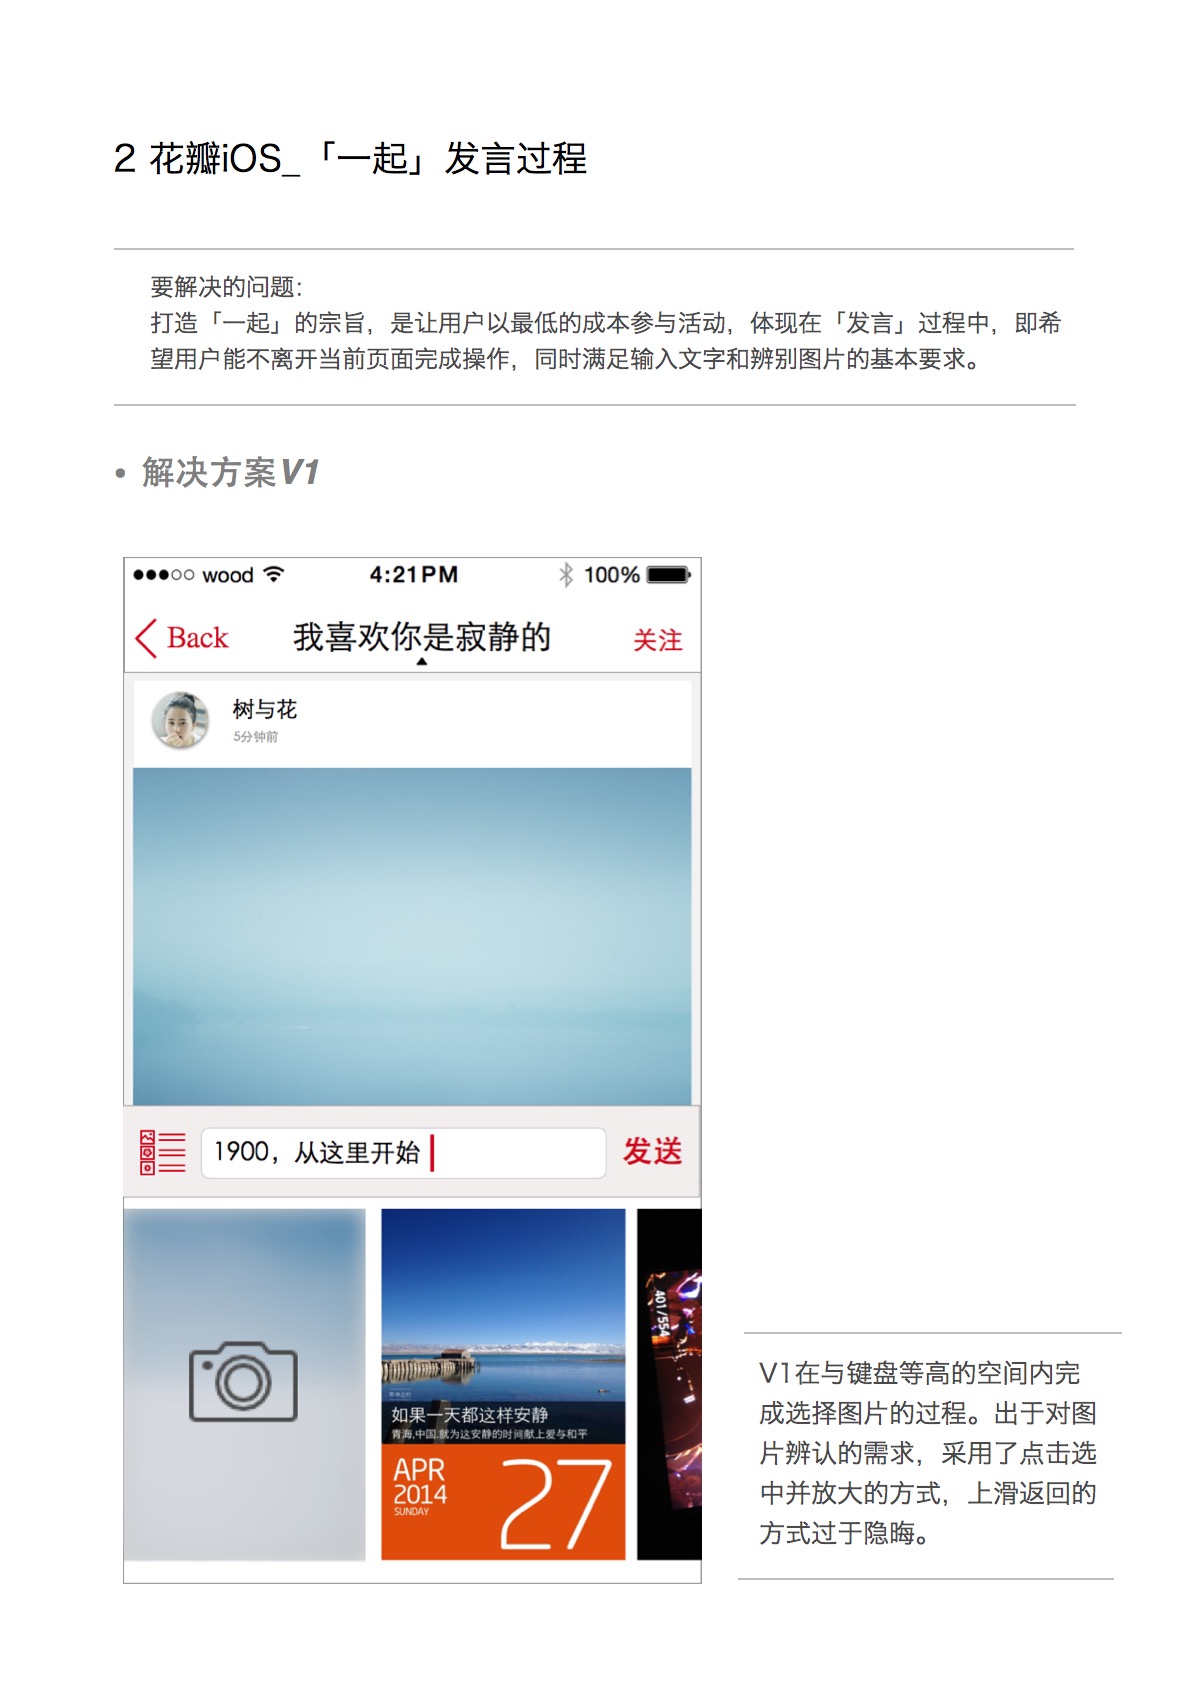 2 花瓣iOS_「一起」发言过程
要解决的问题：
打造「一起」的宗旨，是让用户以最低的成本参与活动，体现在「发言」过程中，即希
望用户能不离开当前页面完成操作，同时满足输入文字和辨别图片的基本要求。
• 解决方案V1
wood 4:21PM 100%
Back 我喜欢你是寂静的 关注
树与花
5分钟前
1900，从这里开始 发送
401/554
如果一天都这样安静
青海,中国.就为这安静的时间献上爱与和平
APR
2014
SUNDAY
27
V1在与键盘等高的空间内完
成选择图片的过程。出于对图
片辨认的需求，采用了点击选
中并放大的方式，上滑返回的
方式过于隐晦。